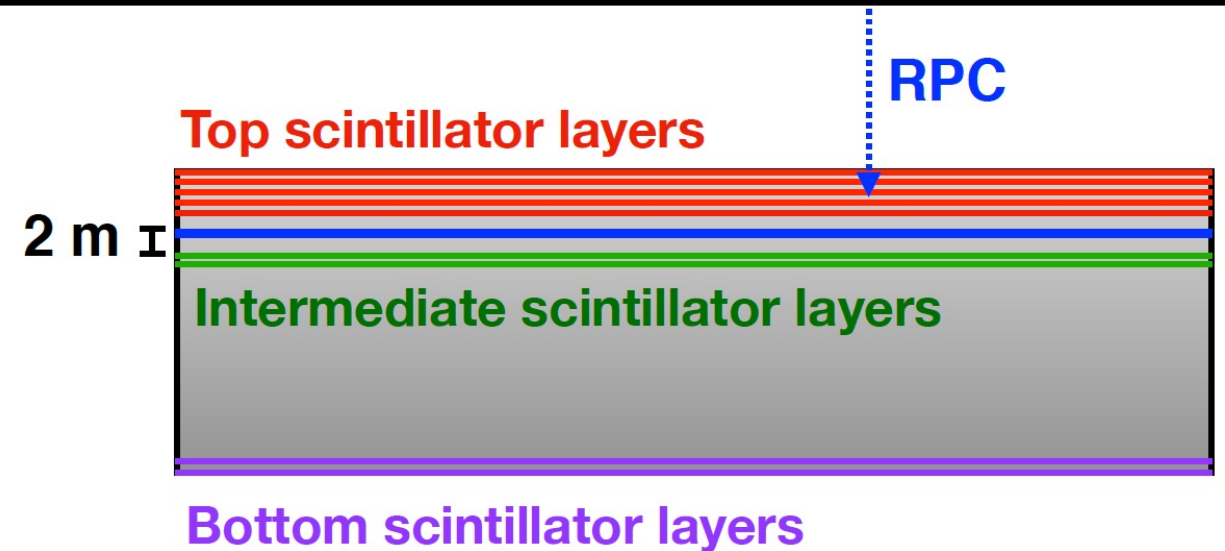 RPC
Top scintillator layers
2 m
Intermediate scintillator layers
Bottom scintillator layers